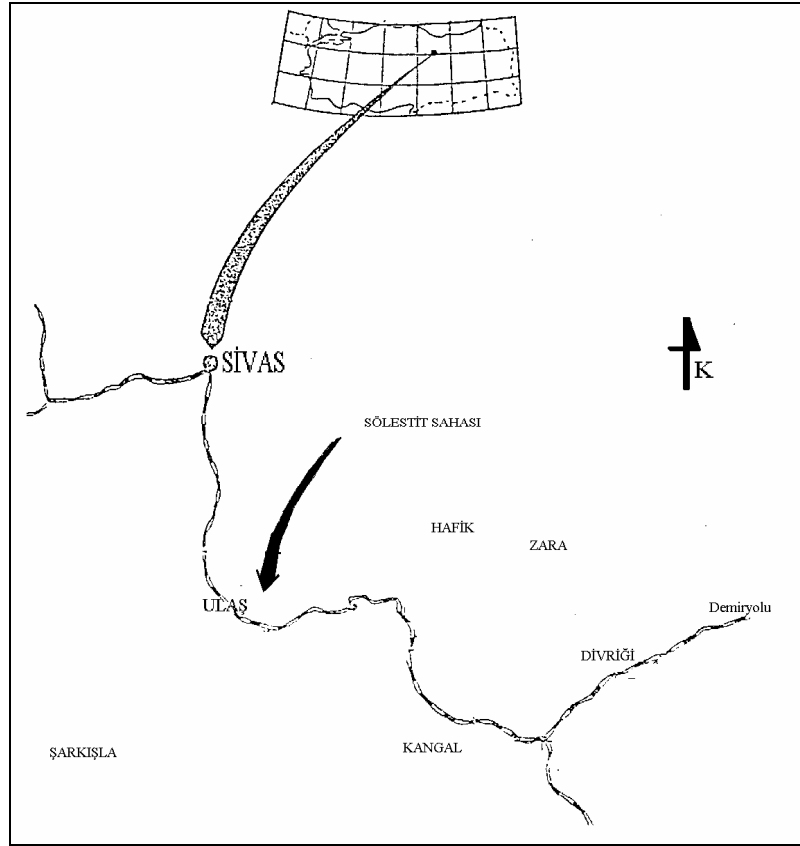 SİVAS
K
SÖLESTİT SAHASI
HAFİK
ZARA
ULAŞ
Demiryolu
DİVRİĞİ
ŞARKIŞLA
KANGAL